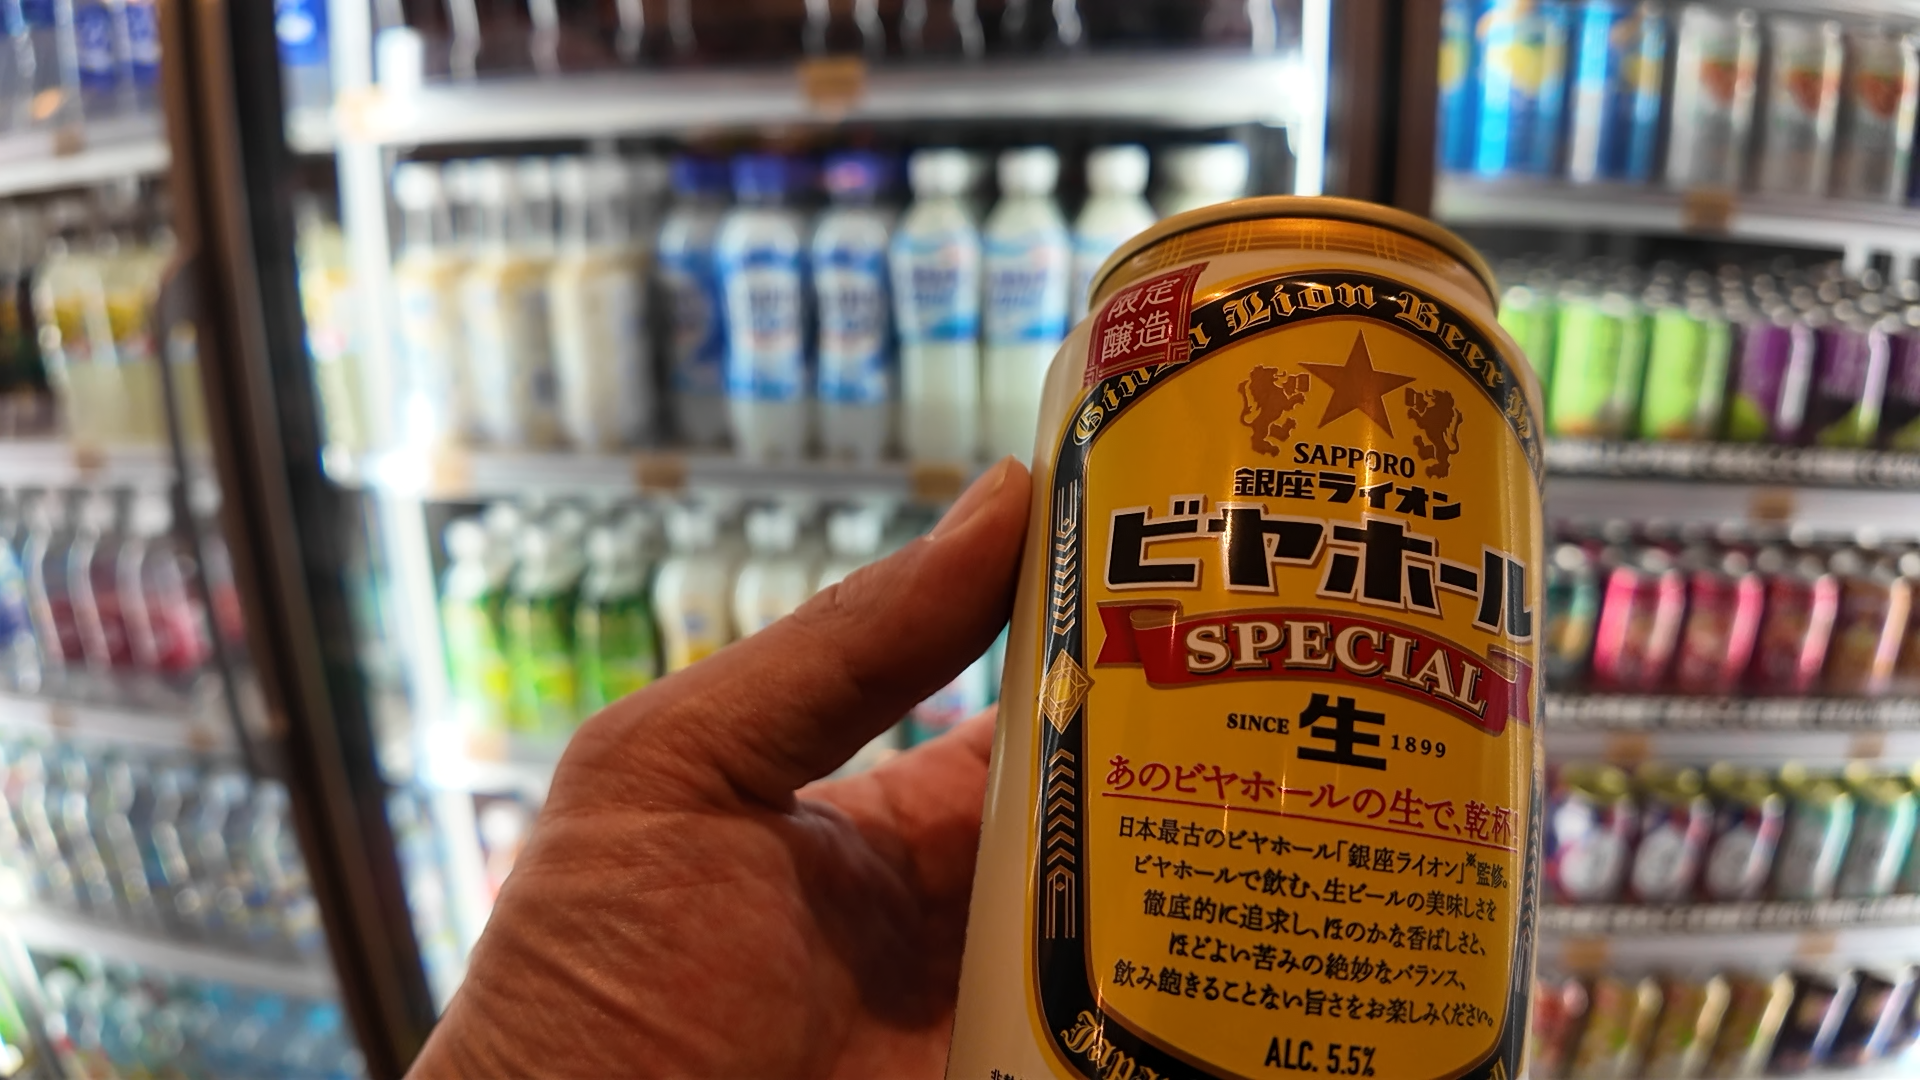 限定
醸造
Ginza Lion Beer
SAPPORO
銀座ライオン
ビヤホール
SPECIAL
SINCE 生 1899
あのビヤホールの生で、乾杯!
日本最古のビヤホール「銀座ライオン」※監修。
ビヤホールで飲む、生ビールの美味しさを
徹底的に追求し、ほのかな香ばしさと、
ほどよい苦みの絶妙なバランス、
飲み飽きることない旨さをお楽しみください。
ALC. 5.5%